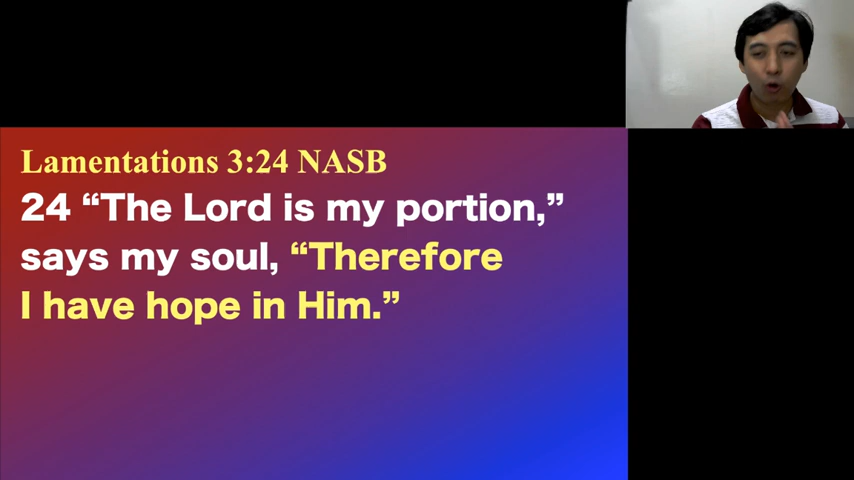 Lamentations 3:24 NASB
24 “The Lord is my portion,”
says my soul, “Therefore
I have hope in Him.”